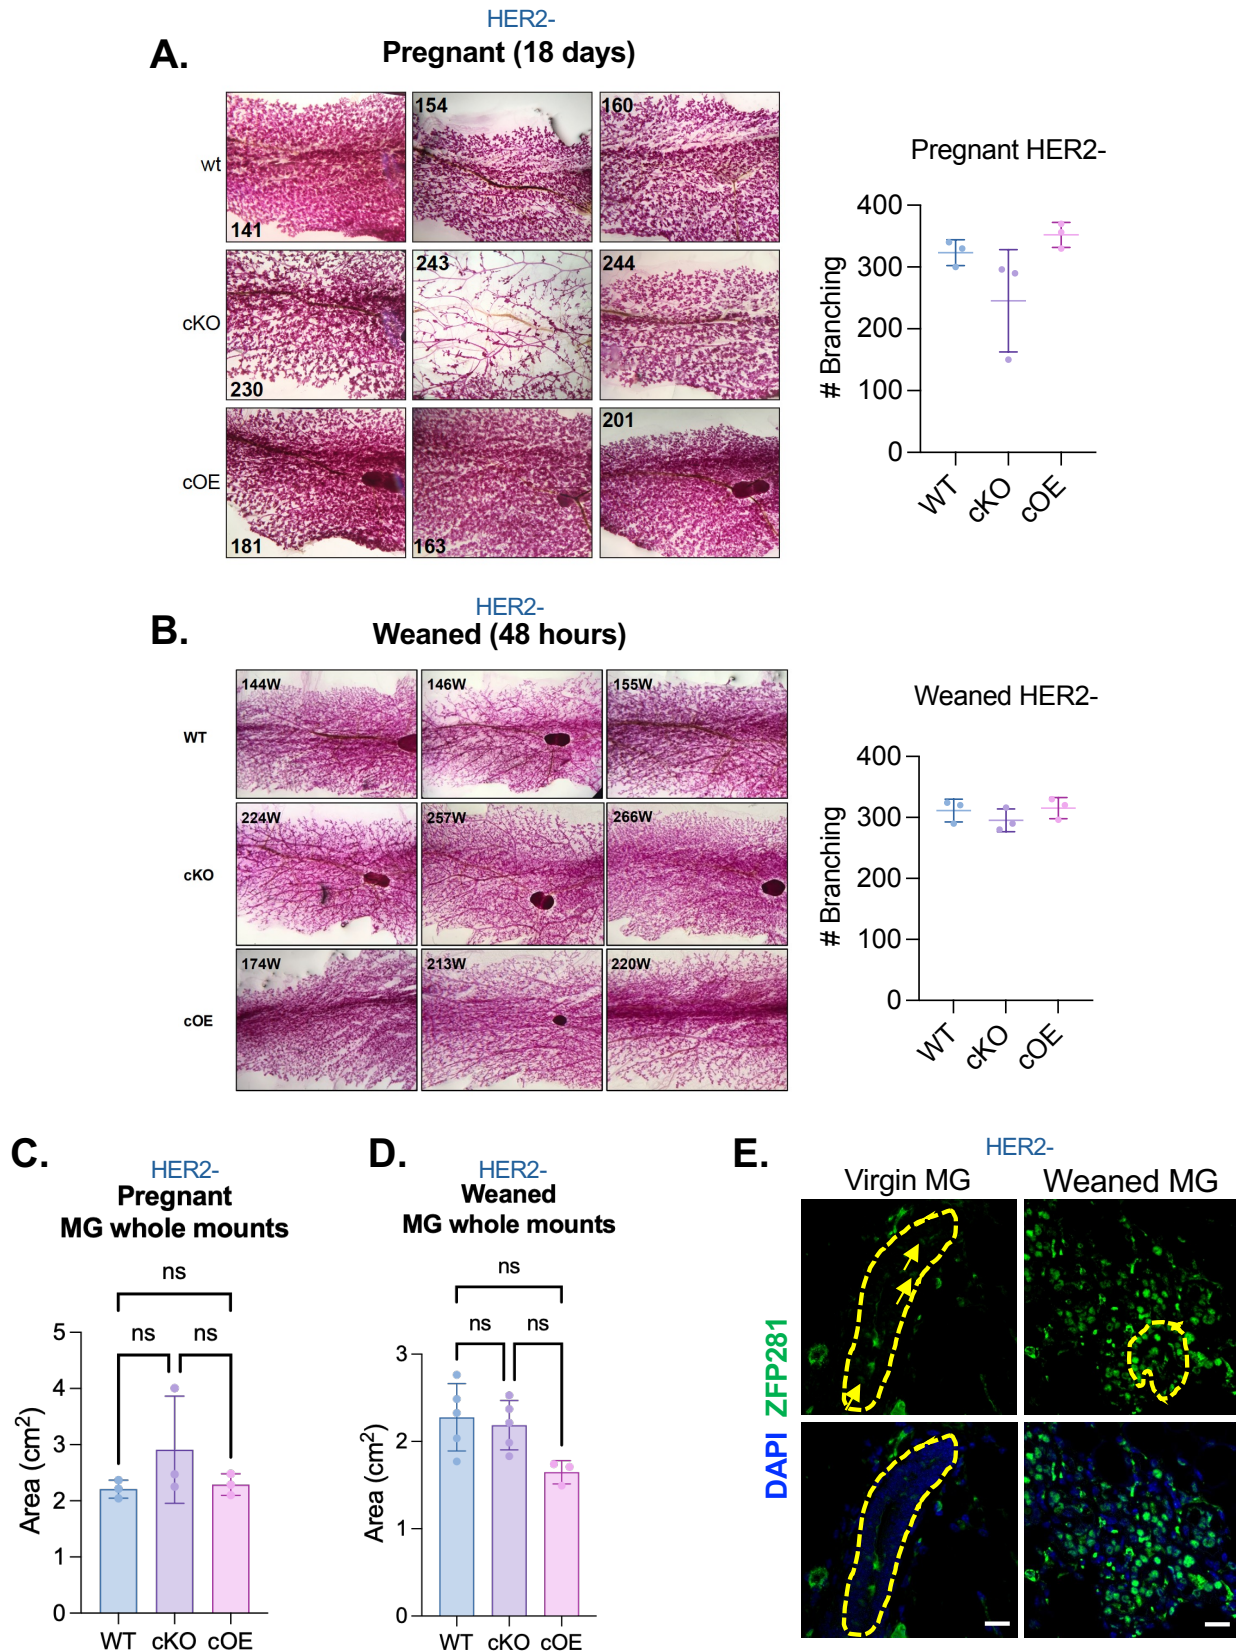 HER2-
A.
Pregnant (18 days)
154
160
wt
141
Pregnant HER2-
400
300
200
100
0
# Branching
WT
cKO
cOE
243
244
cKO
230
201
cOE
181
163
HER2-
B.
Weaned (48 hours)
144W
146W
155W
WT
224W
257W
266W
cKO
174W
213W
220W
cOE
Weaned HER2-
400
300
200
100
0
# Branching
WT
cKO
cOE
C.
HER2-
Pregnant
MG whole mounts
ns
ns
ns
5
4
3
2
1
0
Area (cm²)
WT
cKO
cOE
D.
HER2-
Weaned
MG whole mounts
ns
ns
ns
3
2
1
0
Area (cm²)
WT
cKO
cOE
E.
HER2-
Virgin MG
Weaned MG
DAPI ZFP281